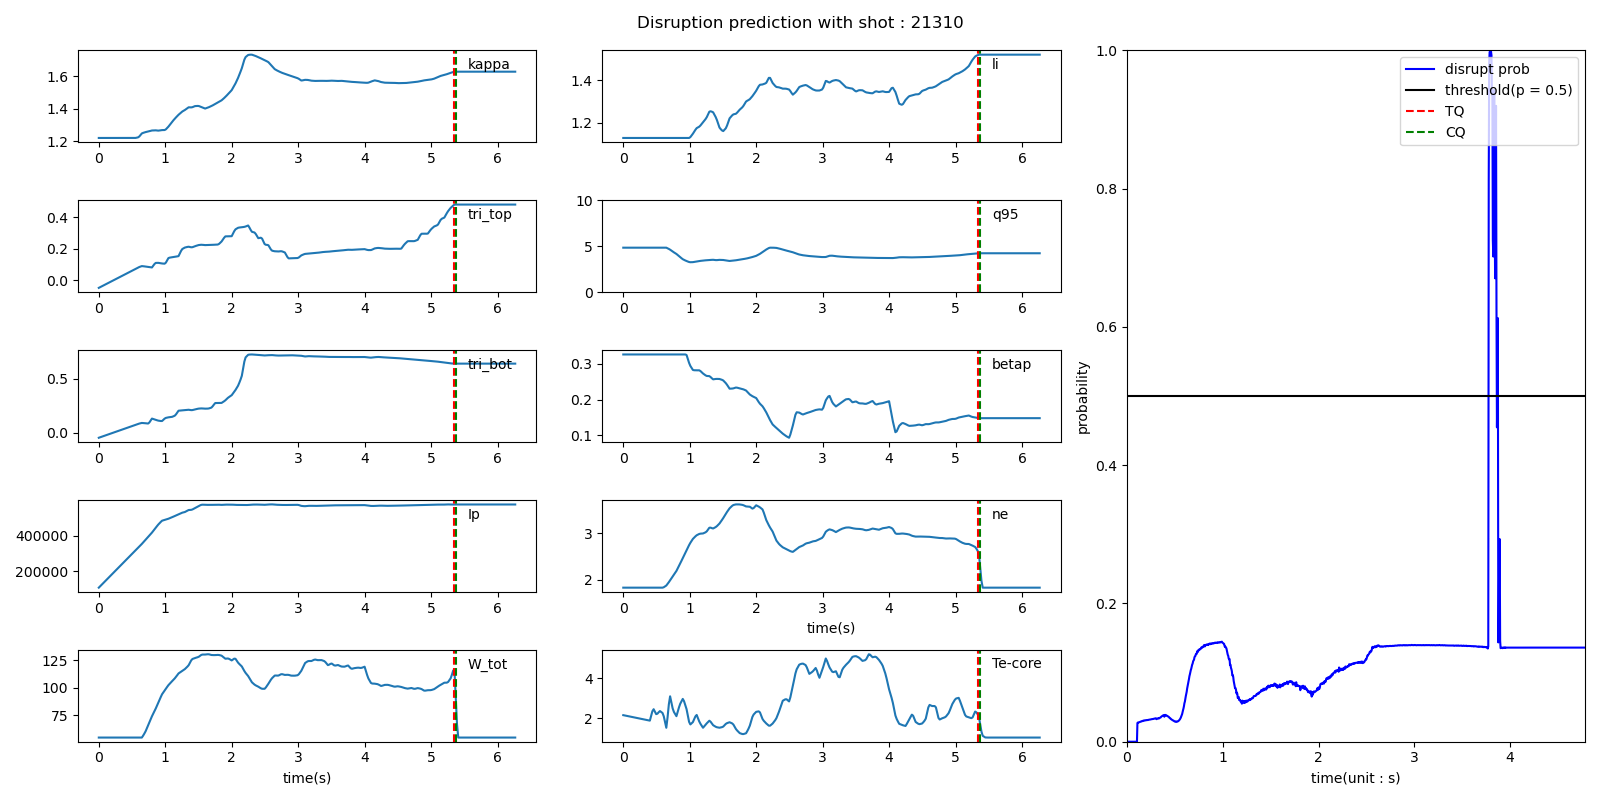 Disruption prediction with shot : 21310
kappa
1.6
1.4
1.2
0 1 2 3 4 5 6
li
1.4
1.2
0 1 2 3 4 5 6
tri_top
0.4
0.2
0.0
0 1 2 3 4 5 6
q95
10
5
0
0 1 2 3 4 5 6
tri_bot
0.5
0.0
0 1 2 3 4 5 6
betap
0.3
0.2
0.1
0 1 2 3 4 5 6
Ip
400000
200000
0 1 2 3 4 5 6
ne
3
2
0 1 2 3 4 5 6
time(s)
W_tot
125
100
75
0 1 2 3 4 5 6
time(s)
Te-core
4
2
0 1 2 3 4 5 6
disrupt prob
threshold(p = 0.5)
TQ
CQ
1.0
0.8
0.6
0.4
0.2
0.0
probability
0 1 2 3 4
time(unit : s)